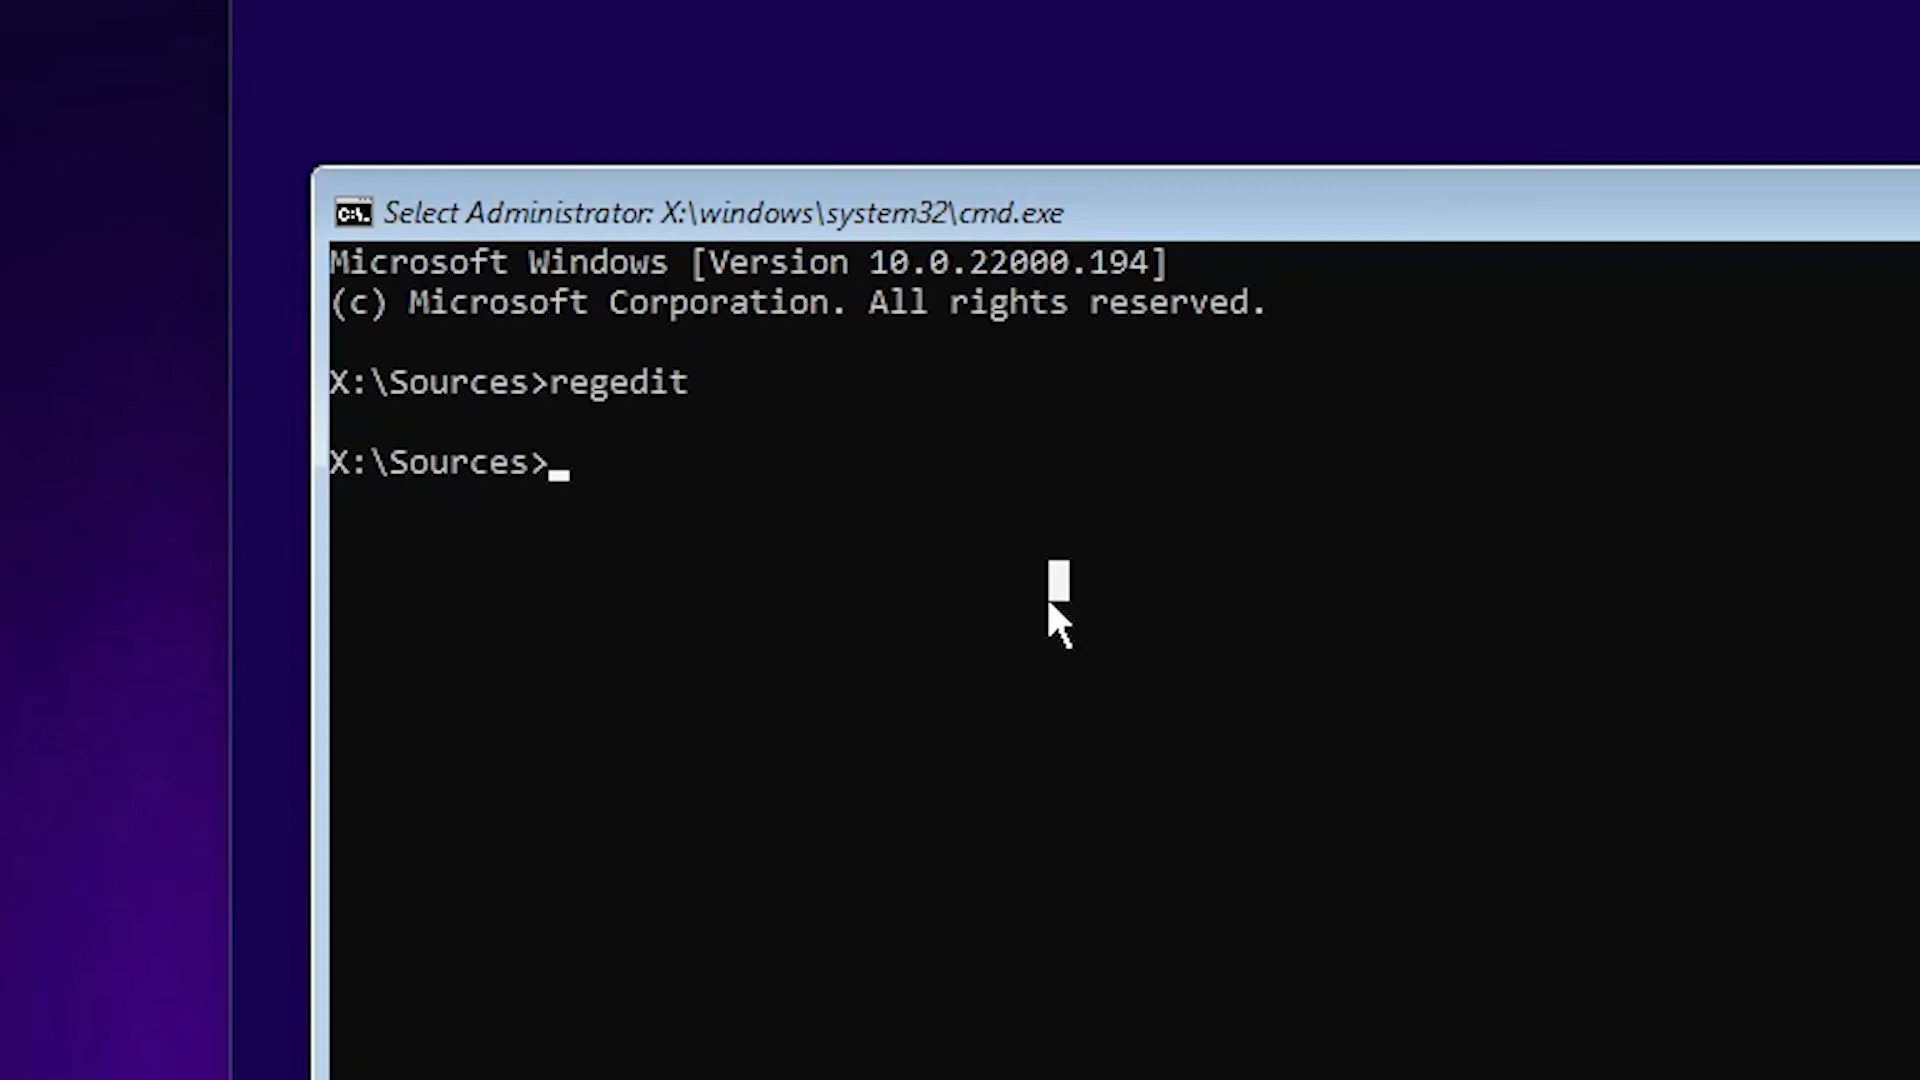 Select Administrator: X:\windows\system32\cmd.exe
Microsoft Windows [Version 10.0.22000.194]
(c) Microsoft Corporation. All rights reserved.
X:\Sources>regedit
X:\Sources>